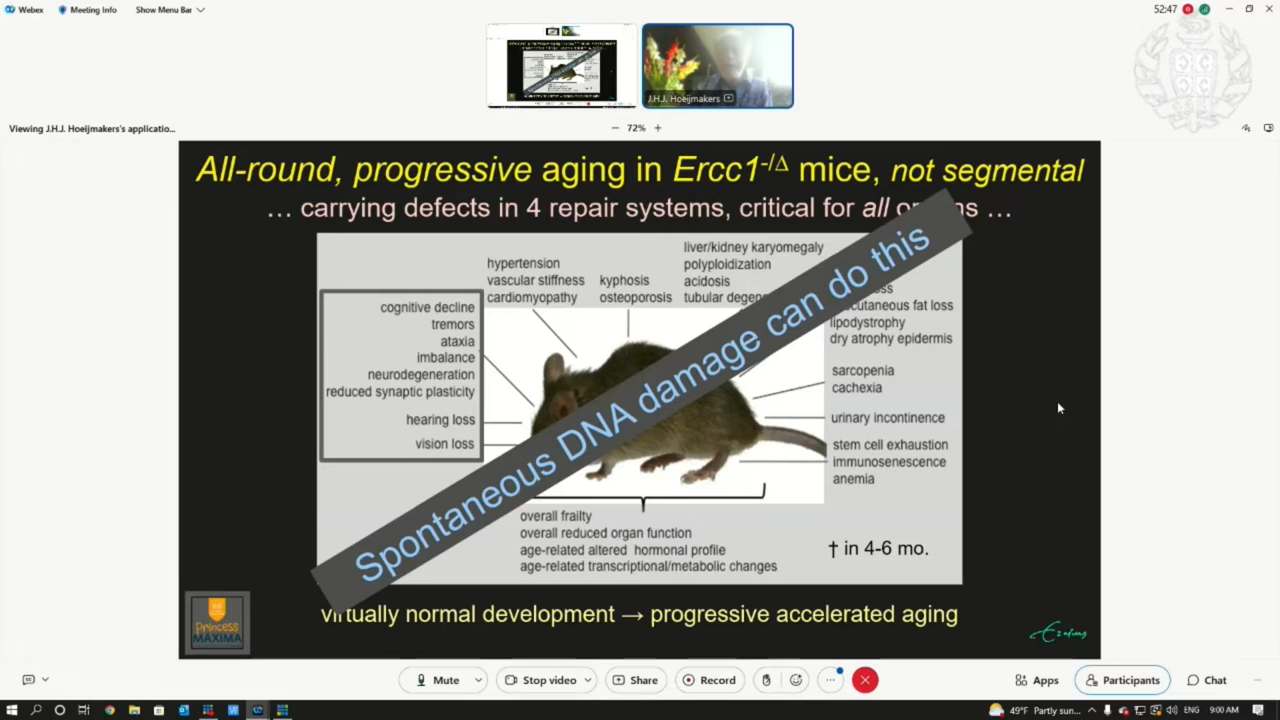 Webex
Meeting Info
Show Menu Bar
52:47
J.H.J. Hoeijmakers
Viewing J.H.J. Hoeijmakers's applicatio...
72%
All-round, progressive aging in Ercc1-/Δ mice, not segmental
... carrying defects in 4 repair systems, critical for all ...
hypertension
vascular stiffness
cardiomyopathy
kyphosis
osteoporosis
liver/kidney karyomegaly
polyploidization
acidosis
tubular
cognitive decline
tremors
ataxia
imbalance
neurodegeneration
reduced synaptic plasticity
hearing loss
vision loss
fat loss
lipodystrophy
dry atrophy epidermis
sarcopenia
cachexia
urinary incontinence
stem cell exhaustion
immunosenescence
anemia
Spontaneous DNA damage can do this
overall frailty
overall reduced organ function
age-related altered hormonal profile
age-related transcriptional/metabolic changes
† in 4-6 mo.
virtually normal development → progressive accelerated aging
Princess
MÁXIMA
Erasmus
Mute
Stop video
Share
Record
Apps
Participants
Chat
49°F Partly sun...
ENG
9:00 AM